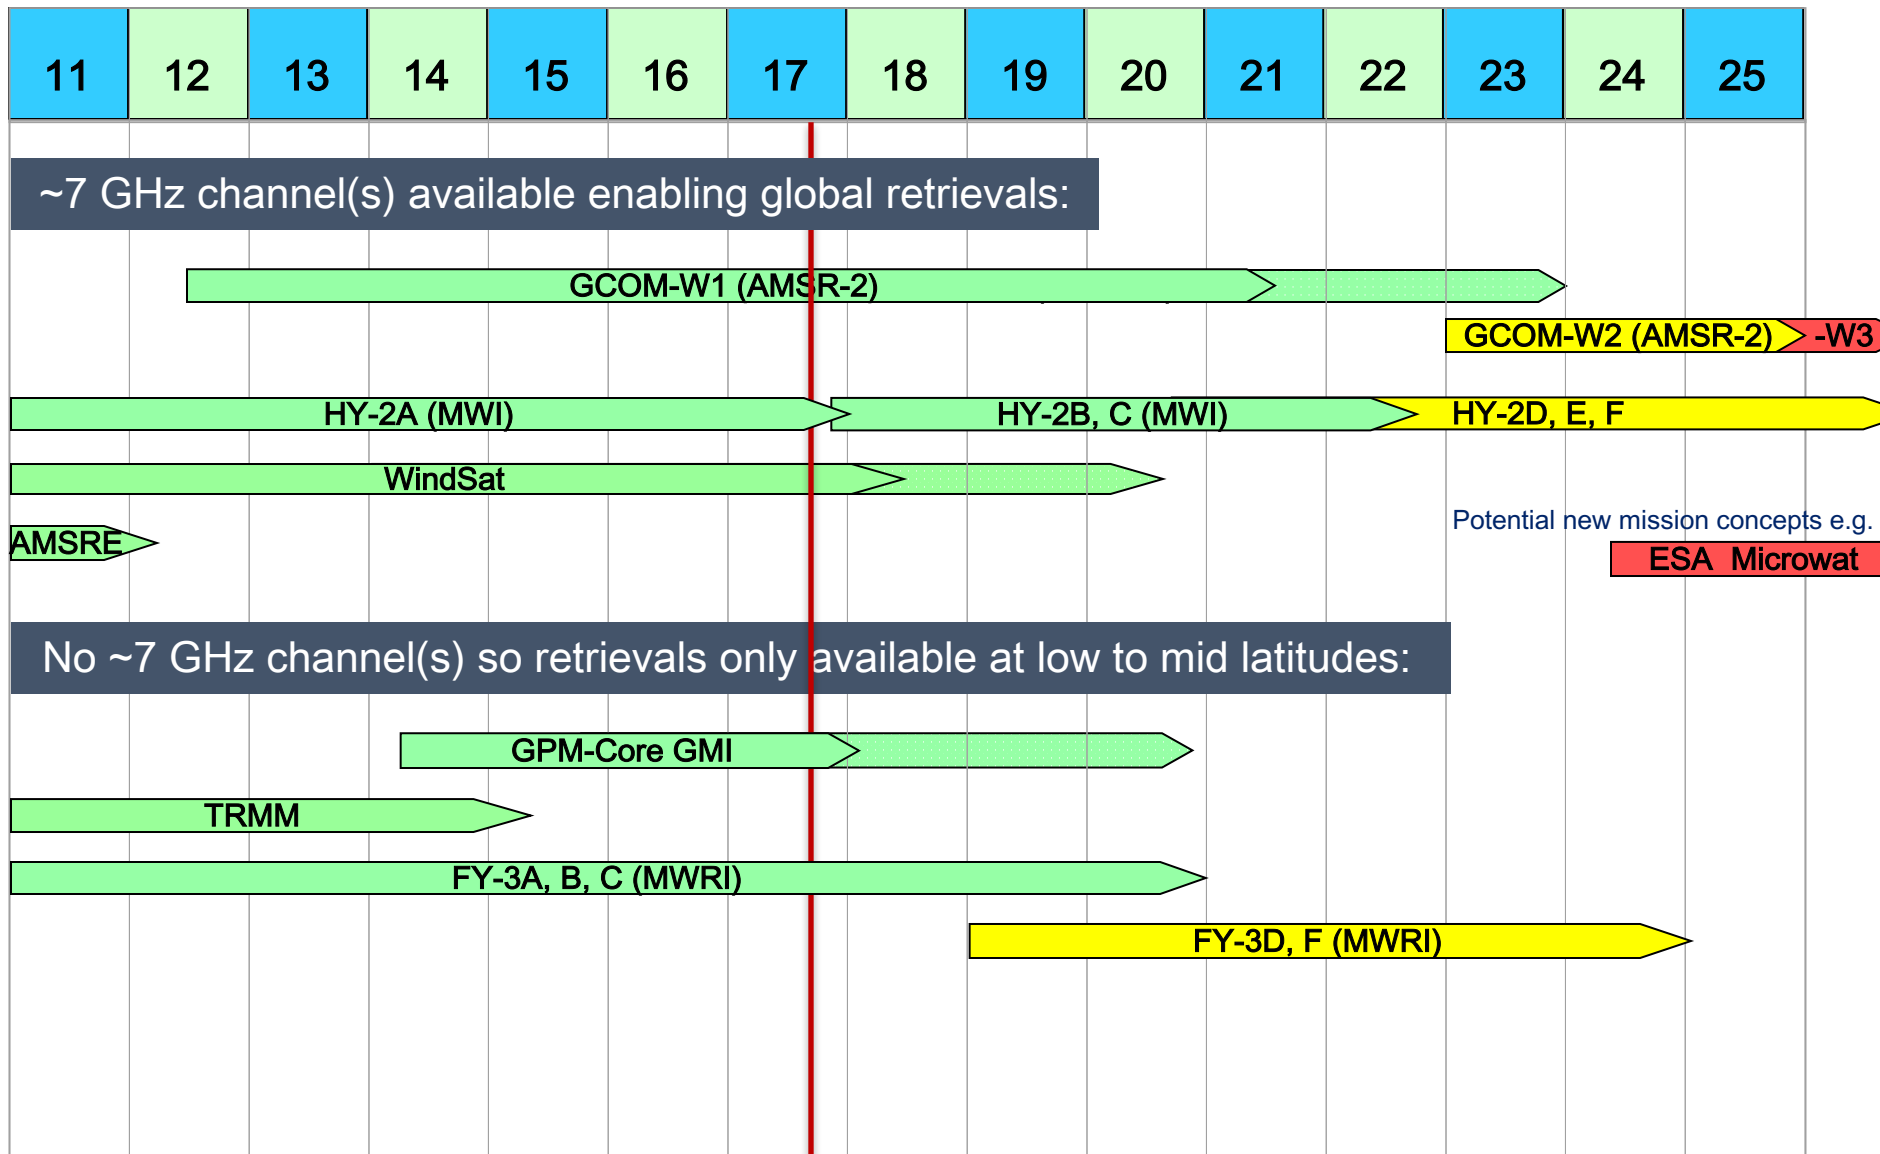 11 12 13 14 15 16 17 18 19 20 21 22 23 24 25
~7 GHz channel(s) available enabling global retrievals:
GCOM-W1 (AMSR-2)
GCOM-W2 (AMSR-2) -W3
HY-2A (MWI) HY-2B, C (MWI) HY-2D, E, F
WindSat
Potential new mission concepts e.g.
AMSRE
ESA Microwat
No ~7 GHz channel(s) so retrievals only available at low to mid latitudes:
GPM-Core GMI
TRMM
FY-3A, B, C (MWRI)
FY-3D, F (MWRI)